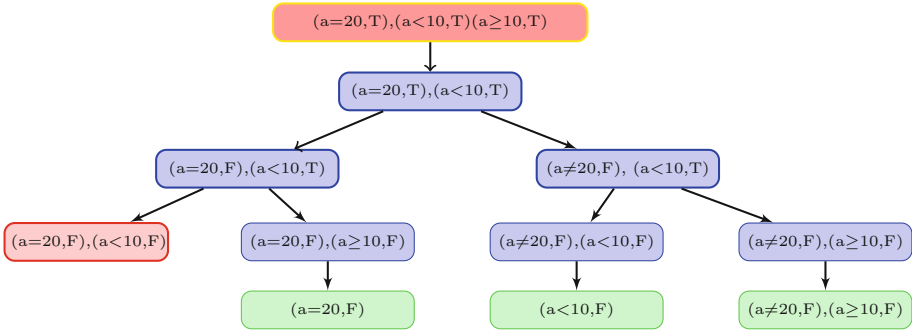 (a=20,T),(a<10,T)(a≥10,T)
(a=20,T),(a<10,T)
(a=20,F),(a<10,T)
(a≠20,F), (a<10,T)
(a=20,F),(a<10,F)
(a=20,F),(a≥10,F)
(a≠20,F),(a<10,F)
(a≠20,F),(a≥10,F)
(a=20,F)
(a<10,F)
(a≠20,F),(a≥10,F)